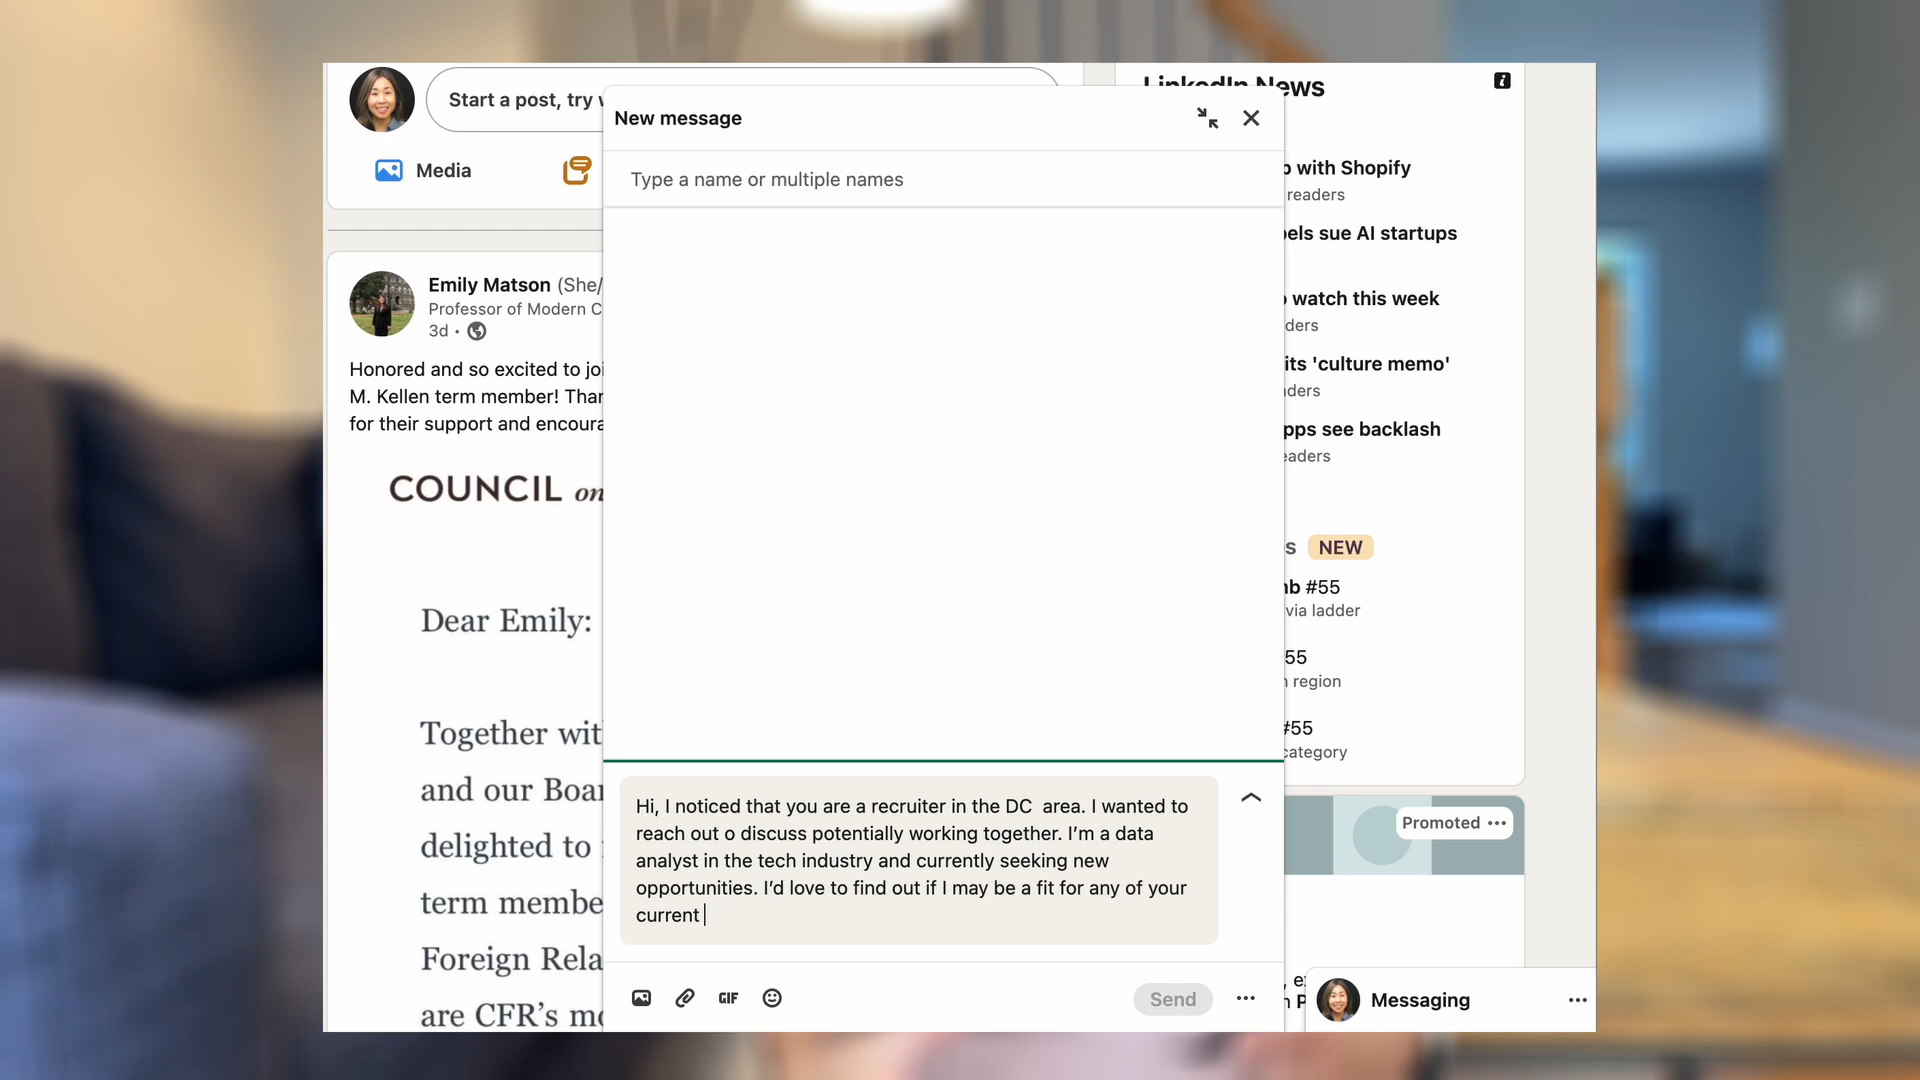 Start a post, try
Media
Emily Matson (She/
Professor of Modern C
3d •
Honored and so excited to joi
M. Kellen term member! Than
for their support and encoura
COUNCIL on
Dear Emily:
Together wit
and our Boar
delighted to
term membe
Foreign Rela
are CFR's mo
New message
Type a name or multiple names
Hi, I noticed that you are a recruiter in the DC  area. I wanted to
reach out o discuss potentially working together. I'm a data
analyst in the tech industry and currently seeking new
opportunities. I'd love to find out if I may be a fit for any of your
current
GIF
Send
LinkedIn News
with Shopify
readers
els sue AI startups
watch this week
ders
its 'culture memo'
ders
pps see backlash
eaders
s NEW
b #55
via ladder
55
region
#55
category
Promoted
Messaging